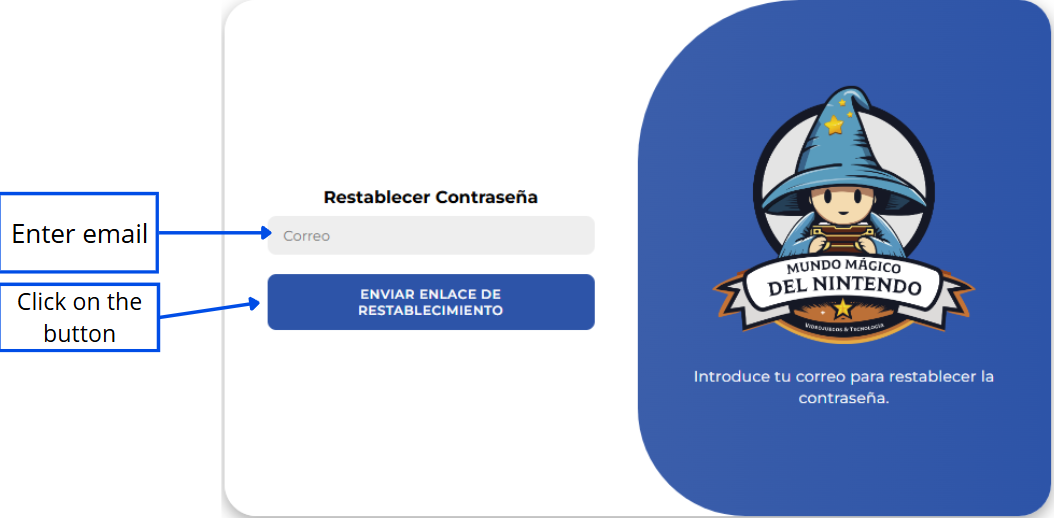 Restablecer Contraseña
Enter email
Correo
Click on the
button
ENVIAR ENLACE DE
RESTABLECIMIENTO
MUNDO MÁGICO
DEL NINTENDO
VIDEOJUEGOS & TECNOLOGÍA
Introduce tu correo para restablecer la
contraseña.